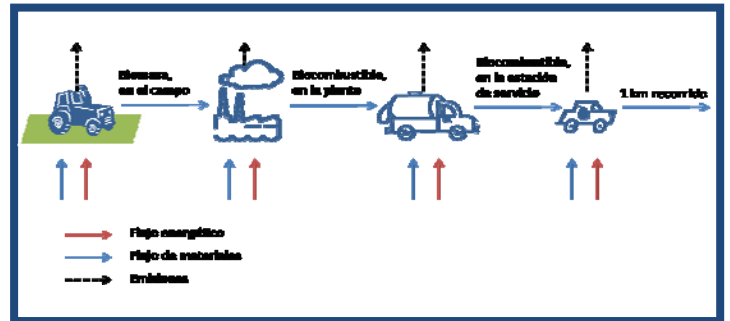 Biomasa,
en el campo
Biocombustible,
en la planta
Biocombustible,
en la estación
de servicio
1 km recorrido
Flujo energético
Flujo de materiales
Emisiones